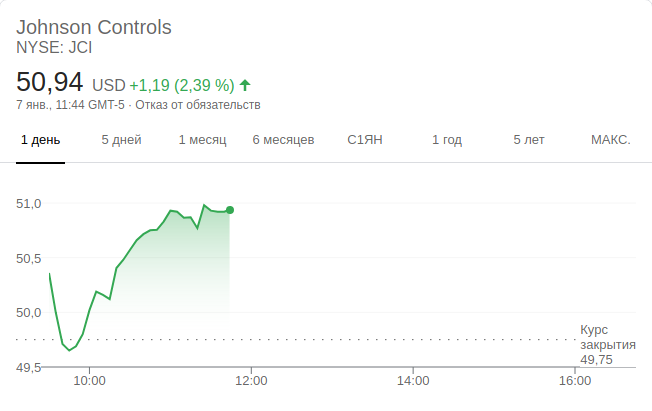 Johnson Controls
NYSE: JCI
50,94 USD +1,19 (2,39 %)
7 янв., 11:44 GMT-5 · Отказ от обязательств
1 день 5 дней 1 месяц 6 месяцев С1ЯН 1 год 5 лет МАКС.
51,0
50,5
50,0
49,5
Курс
закрытия
49,75
10:00 12:00 14:00 16:00